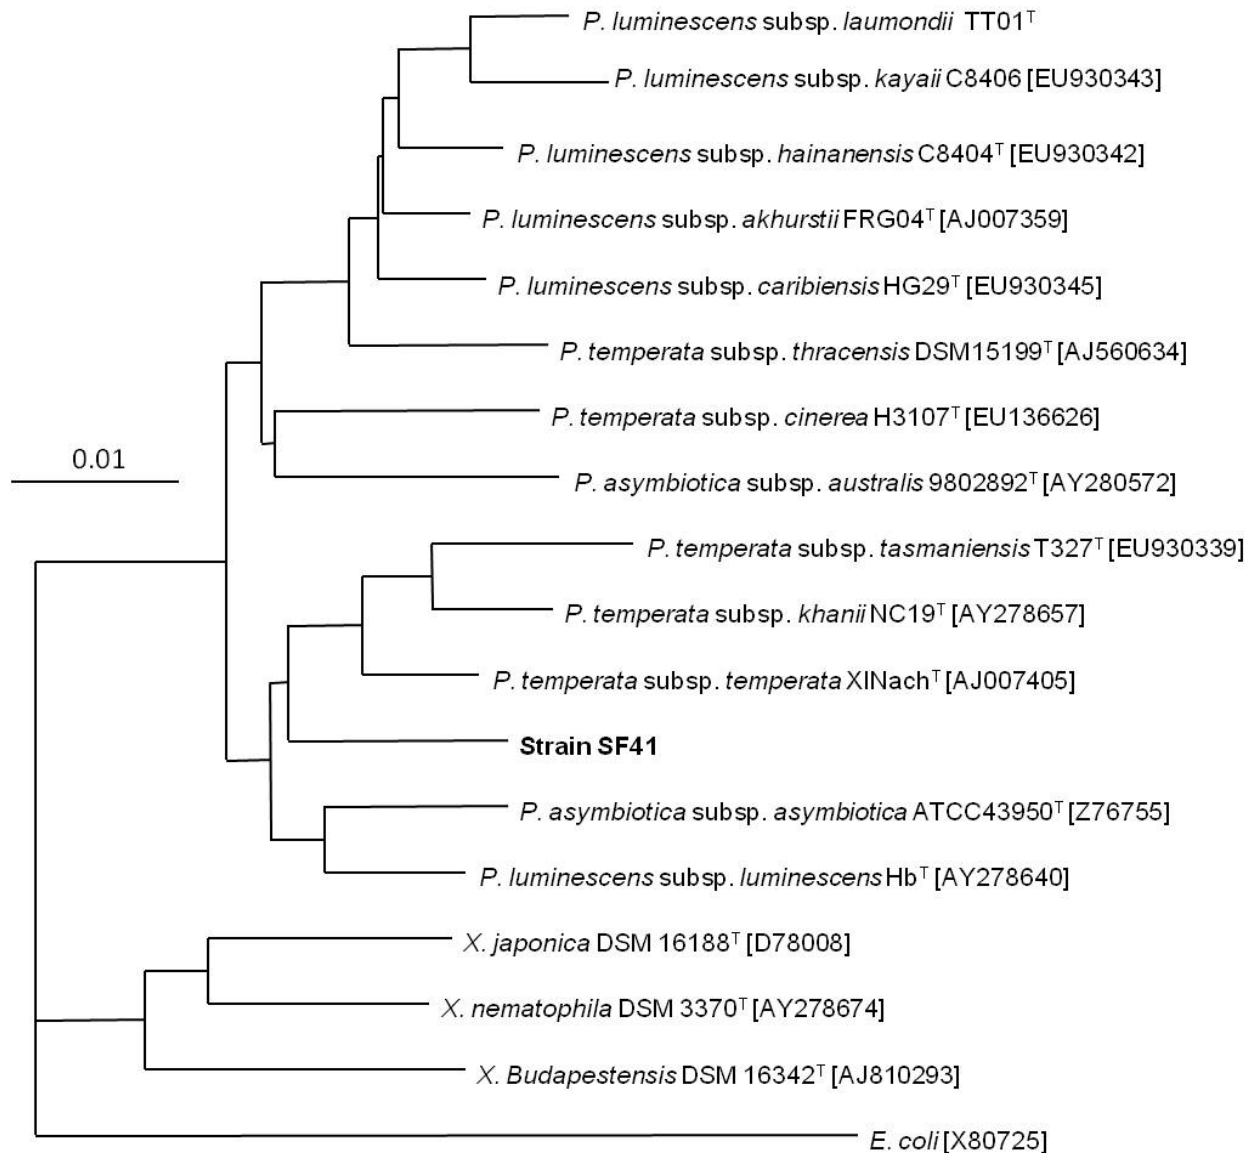 P. luminescens subsp. laumondii TT01ᵀ
P. luminescens subsp. kayaii C8406 [EU930343]
P. luminescens subsp. hainanensis C8404ᵀ [EU930342]
P. luminescens subsp. akhurstii FRG04ᵀ [AJ007359]
P. luminescens subsp. caribiensis HG29ᵀ [EU930345]
P. temperata subsp. thracensis DSM15199ᵀ [AJ560634]
P. temperata subsp. cinerea H3107ᵀ [EU136626]
0.01
P. asymbiotica subsp. australis 9802892ᵀ [AY280572]
P. temperata subsp. tasmaniensis T327ᵀ [EU930339]
P. temperata subsp. khanii NC19ᵀ [AY278657]
P. temperata subsp. temperata XlNachᵀ [AJ007405]
Strain SF41
P. asymbiotica subsp. asymbiotica ATCC43950ᵀ [Z76755]
P. luminescens subsp. luminescens Hbᵀ [AY278640]
X. japonica DSM 16188ᵀ [D78008]
X. nematophila DSM 3370ᵀ [AY278674]
X. Budapestensis DSM 16342ᵀ [AJ810293]
E. coli [X80725]